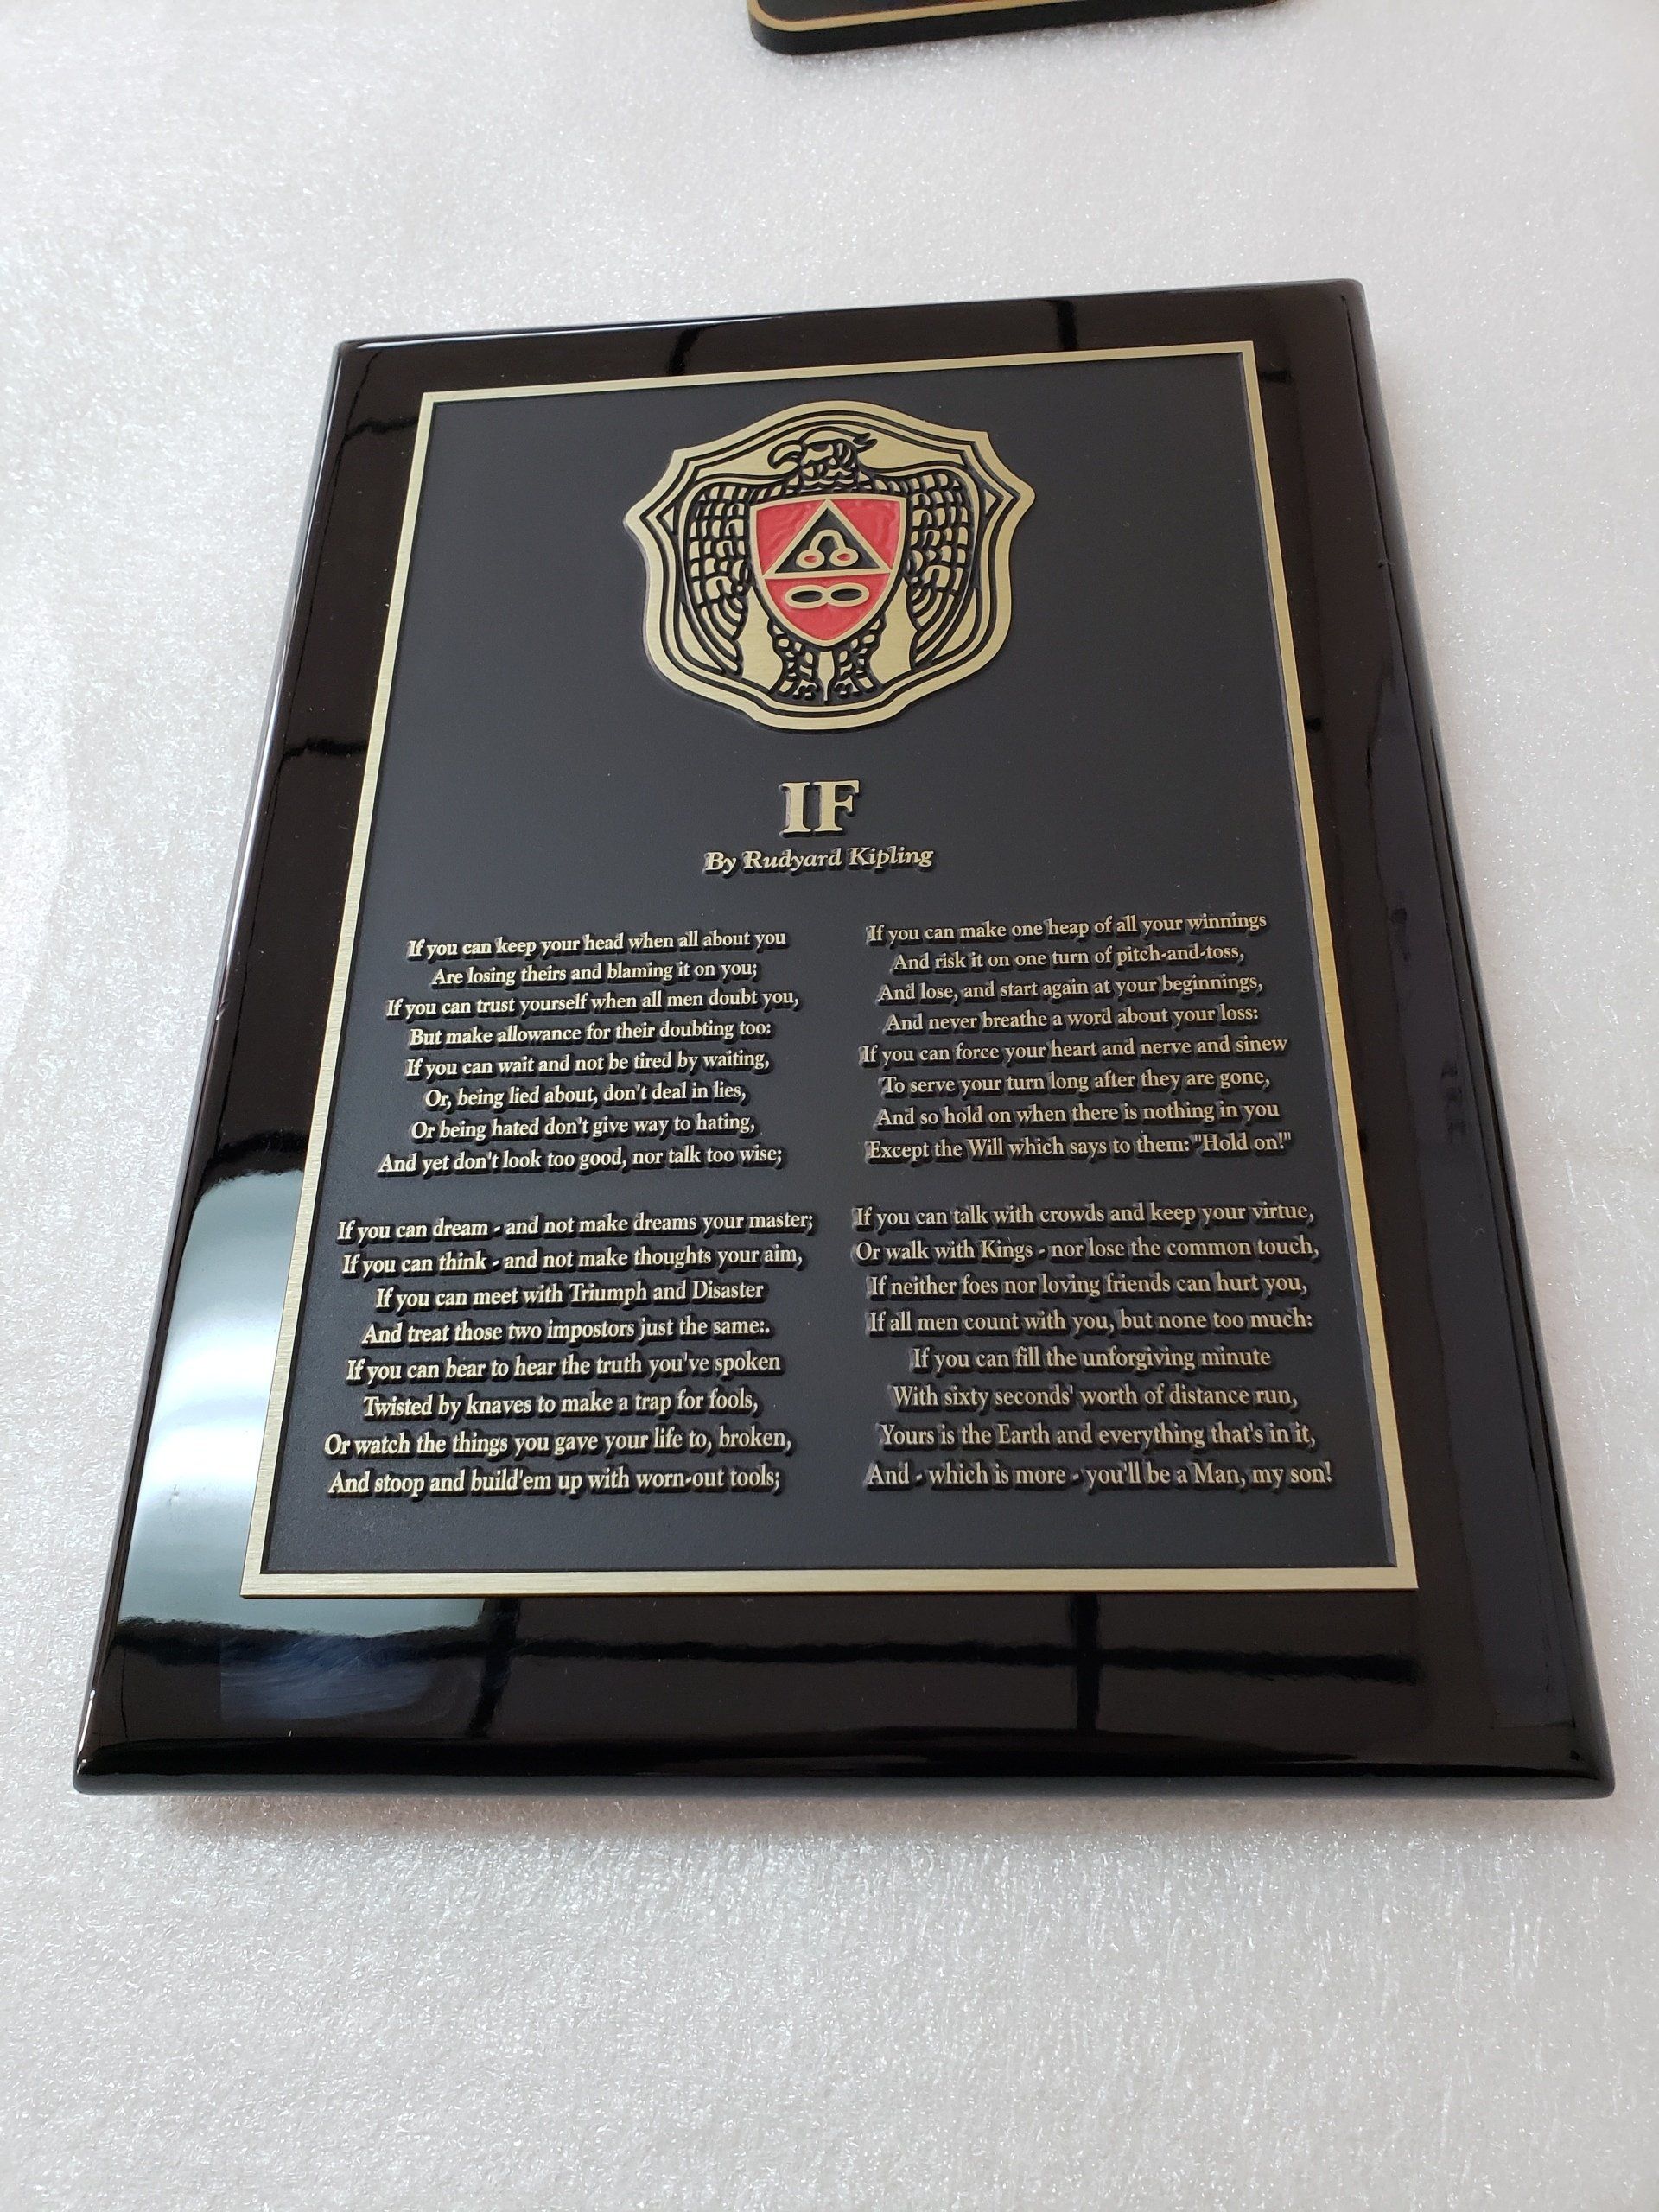 IF
By Rudyard Kipling
If you can keep your head when all about you
Are losing theirs and blaming it on you;
If you can trust yourself when all men doubt you,
But make allowance for their doubting too:
If you can wait and not be tired by waiting,
Or, being lied about, don't deal in lies,
Or being hated don't give way to hating,
And yet don't look too good, nor talk too wise;
If you can dream - and not make dreams your master;
If you can think - and not make thoughts your aim,
If you can meet with Triumph and Disaster
And treat those two impostors just the same:.
If you can bear to hear the truth you've spoken
Twisted by knaves to make a trap for fools,
Or watch the things you gave your life to, broken,
And stoop and build'em up with worn-out tools;
If you can make one heap of all your winnings
And risk it on one turn of pitch-and-toss,
And lose, and start again at your beginnings,
And never breathe a word about your loss:
If you can force your heart and nerve and sinew
To serve your turn long after they are gone,
And so hold on when there is nothing in you
Except the Will which says to them: "Hold on!"
If you can talk with crowds and keep your virtue,
Or walk with Kings - nor lose the common touch,
If neither foes nor loving friends can hurt you,
If all men count with you, but none too much:
If you can fill the unforgiving minute
With sixty seconds' worth of distance run,
Yours is the Earth and everything that's in it,
And - which is more - you'll be a Man, my son!